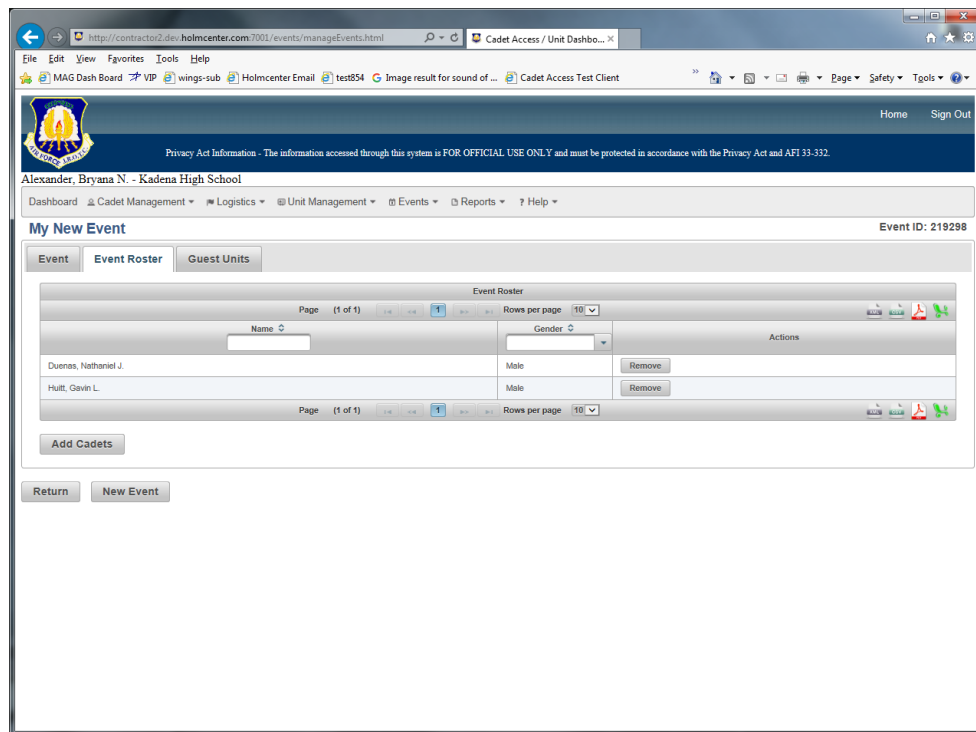 http://contractor2.dev.holmcenter.com:7001/events/manageEvents.html
Cadet Access / Unit Dashbo...
File Edit View Favorites Tools Help
MAG Dash Board VIP wings-sub Holmcenter Email test854 Image result for sound of ... Cadet Access Test Client » Page Safety Tools
Home Sign Out
AIR FORCE J.R.O.T.C.
Privacy Act Information - The information accessed through this system is FOR OFFICIAL USE ONLY and must be protected in accordance with the Privacy Act and AFI 33-332.
Alexander, Bryana N. - Kadena High School
Dashboard Cadet Management Logistics Unit Management Events Reports ? Help
My New Event Event ID: 219298
Event Event Roster Guest Units
Event Roster
Page (1 of 1) 1 Rows per page 10 XML CSV
Name Gender Actions
Duenas, Nathaniel J. Male Remove
Huitt, Gavin L. Male Remove
Page (1 of 1) 1 Rows per page 10 XML CSV
Add Cadets
Return New Event